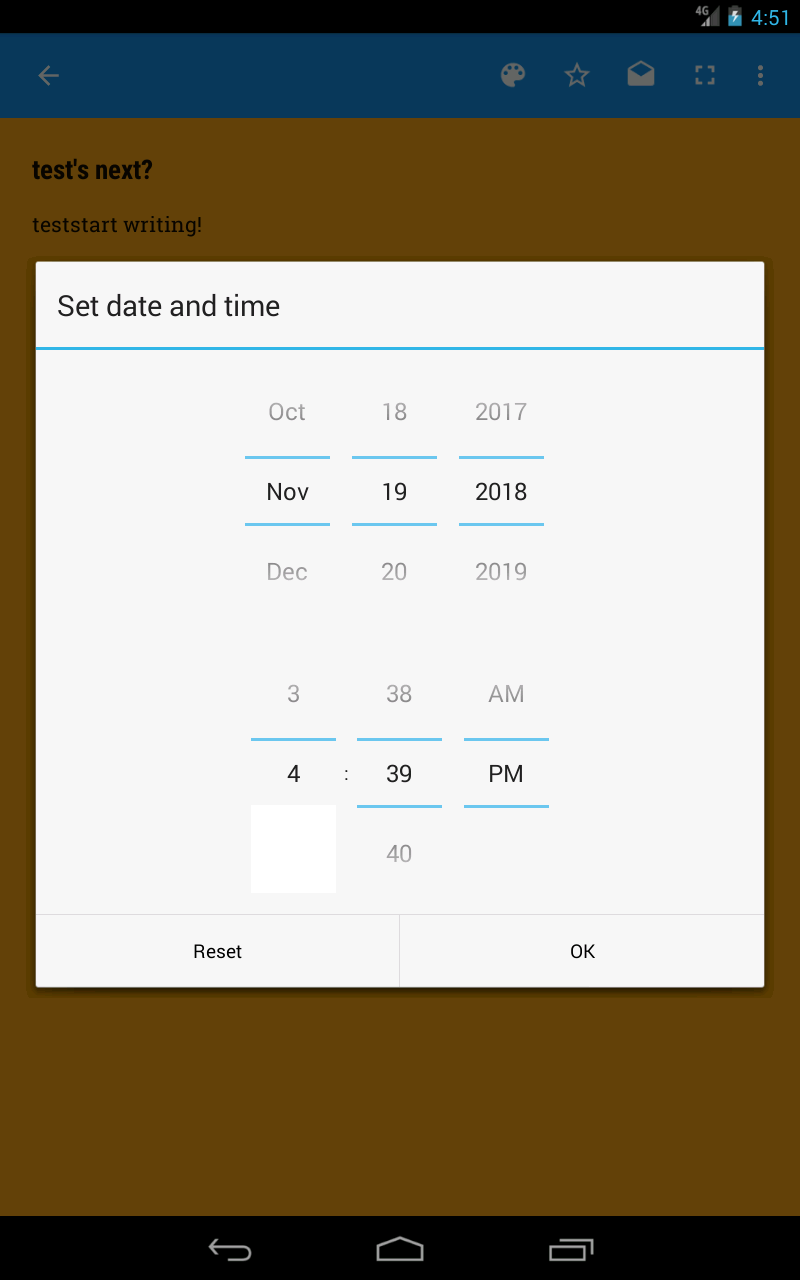 4G 4:51
test's next?
teststart writing!
Set date and time
Oct 18 2017
Nov 19 2018
Dec 20 2019
3 38 AM
4 : 39 PM
40
Reset OK